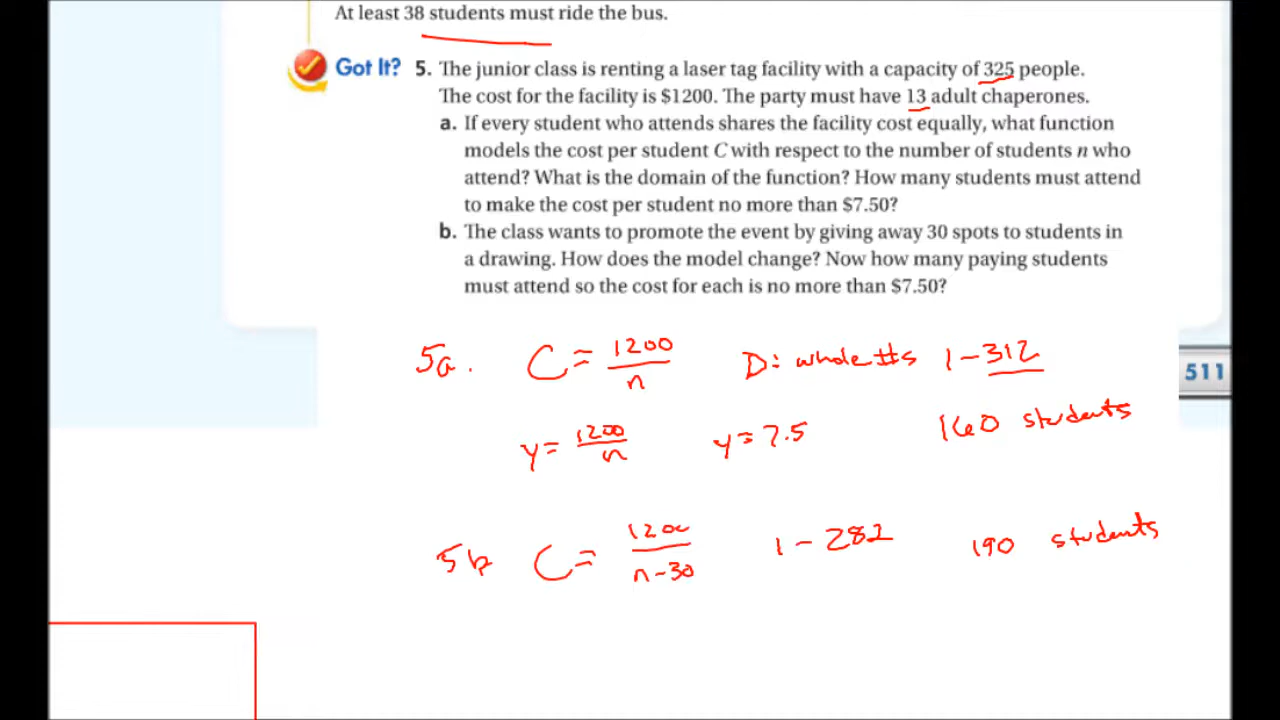 At least 38 students must ride the bus.
Got It? 5. The junior class is renting a laser tag facility with a capacity of 325 people.
The cost for the facility is $1200. The party must have 13 adult chaperones.
a. If every student who attends shares the facility cost equally, what function
models the cost per student C with respect to the number of students n who
attend? What is the domain of the function? How many students must attend
to make the cost per student no more than $7.50?
b. The class wants to promote the event by giving away 30 spots to students in
a drawing. How does the model change? Now how many paying students
must attend so the cost for each is no more than $7.50?
5a. C = 1200/n D: whole #s 1 - 312
511
y = 1200/n y = 7.5 160 students
5b C = 1200/n-30 1 - 282 190 students